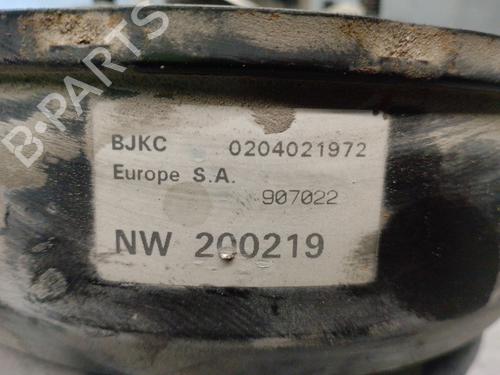 BJKC 0204021972
Europe S.A.
907022
NW 200219
B-PARTS